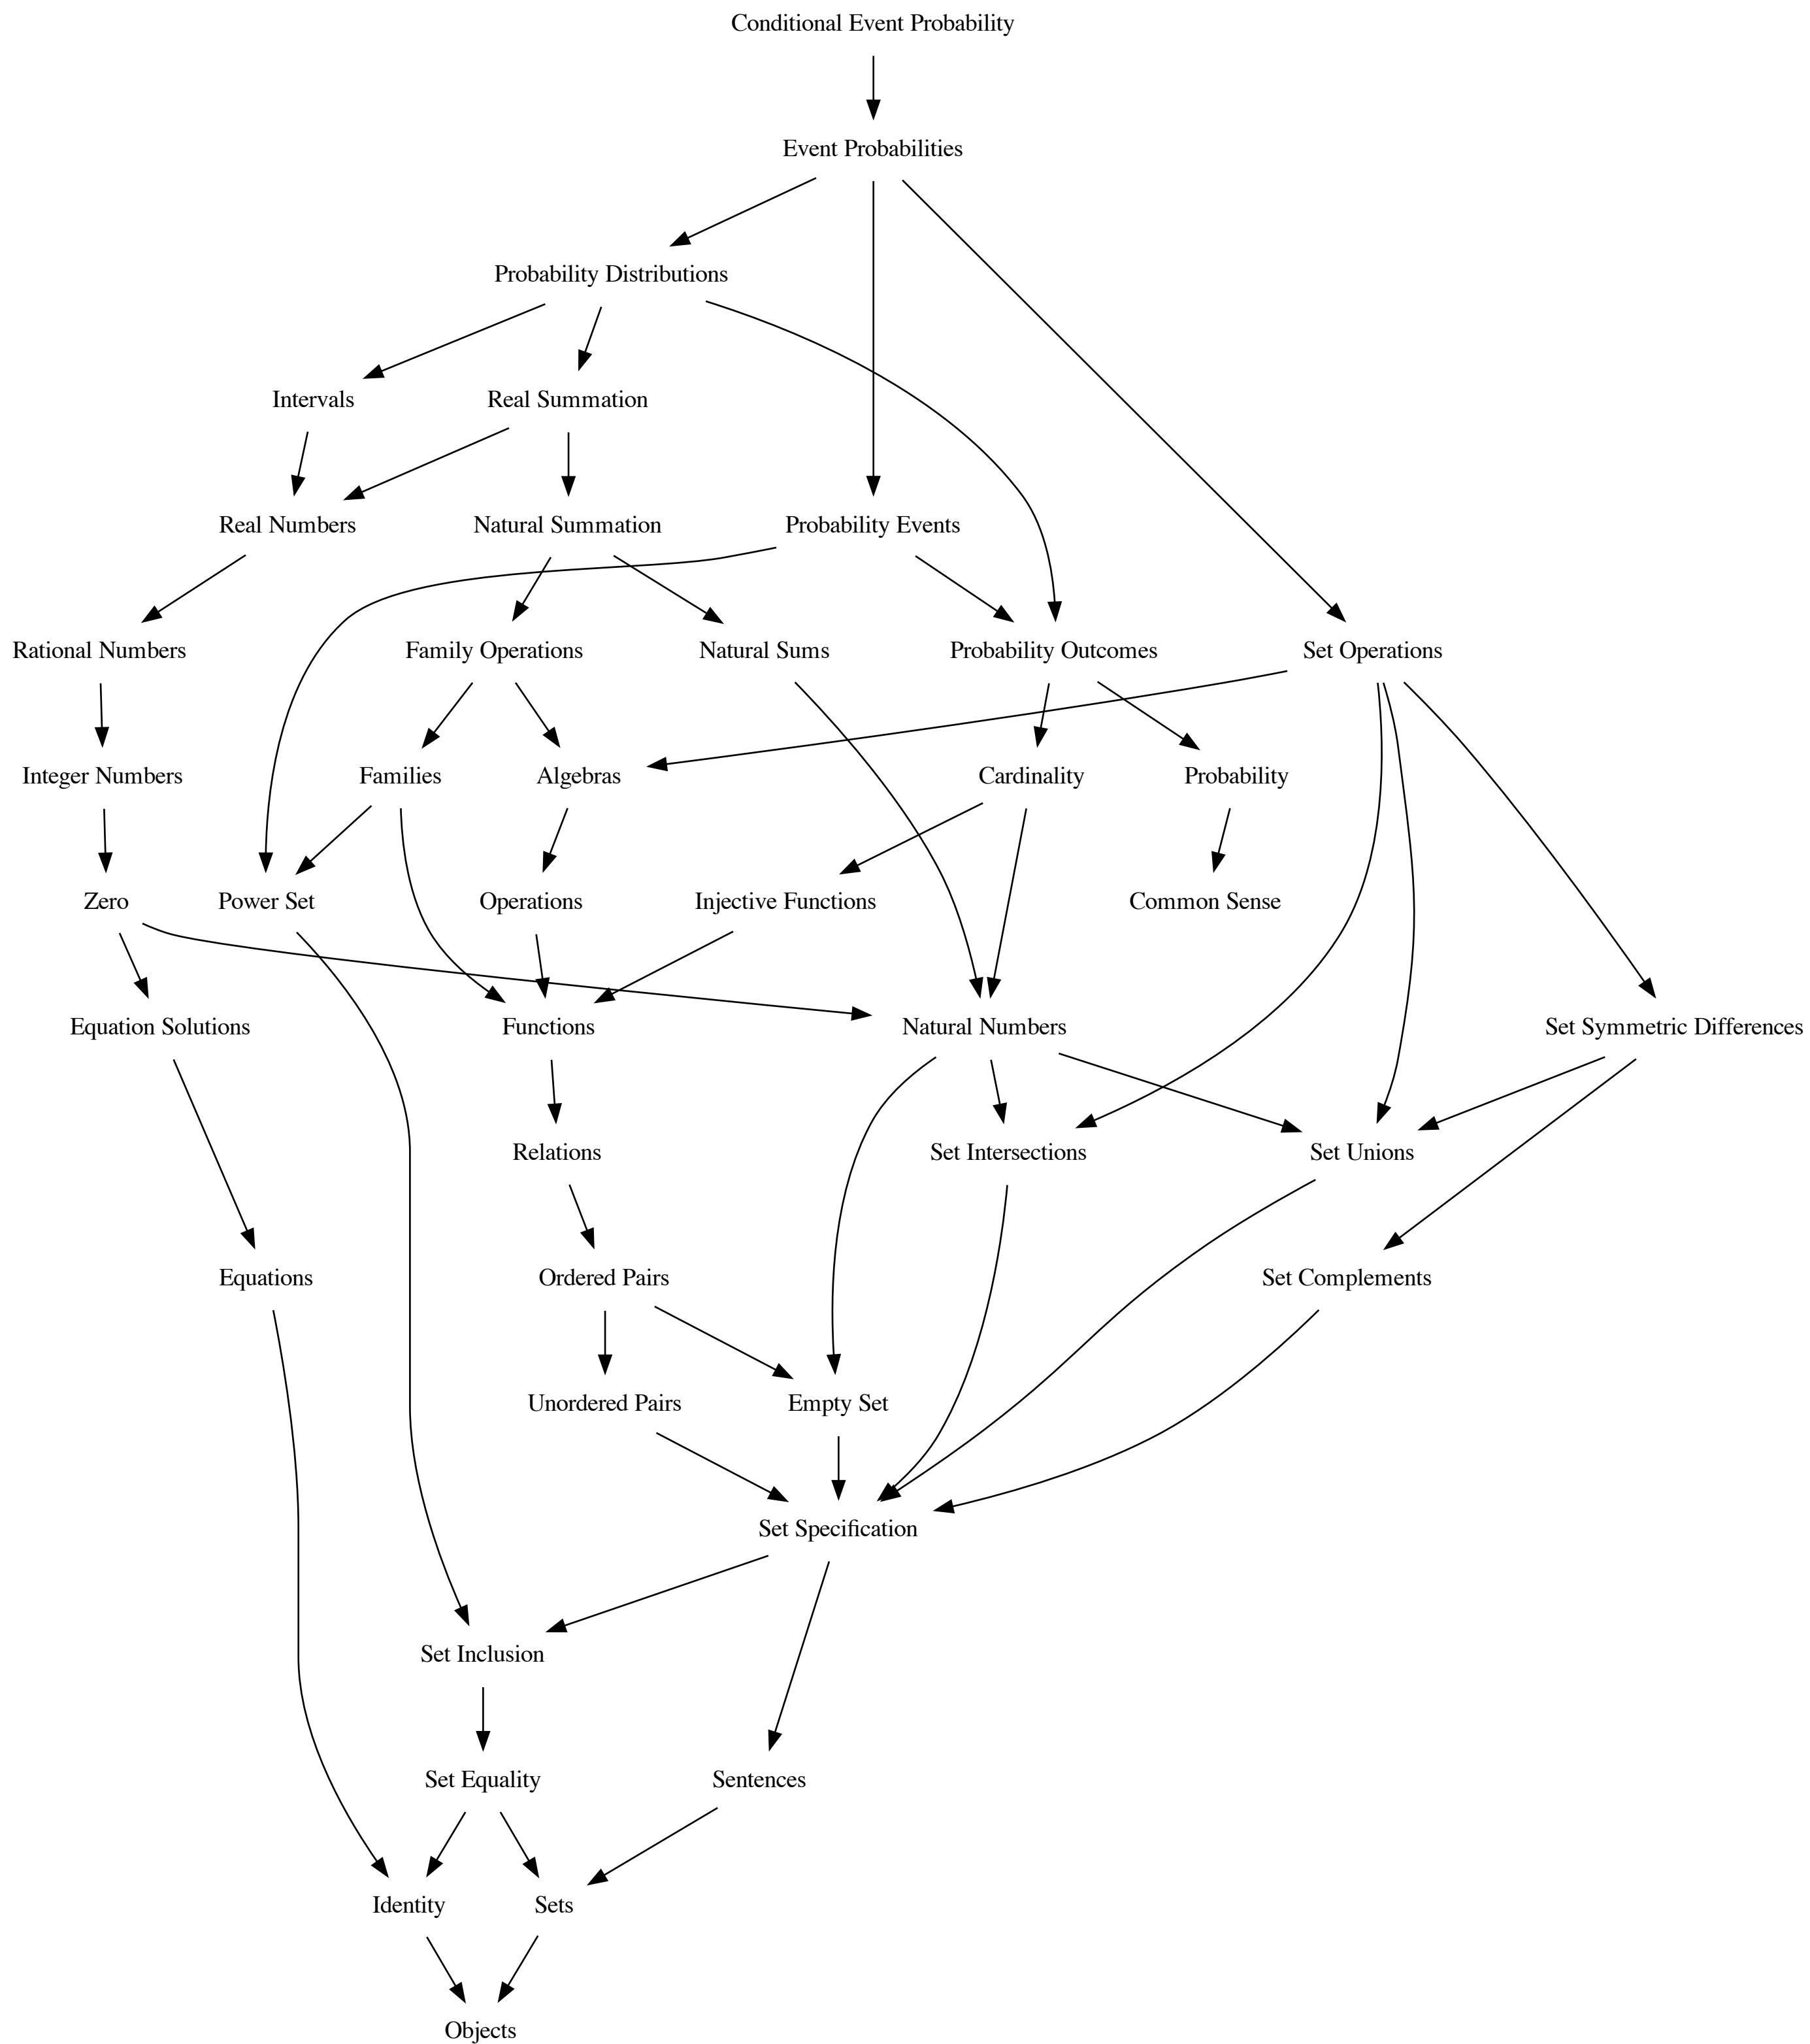 Conditional Event Probability
Event Probabilities
Probability Distributions
Intervals
Real Summation
Real Numbers
Natural Summation
Probability Events
Rational Numbers
Family Operations
Natural Sums
Probability Outcomes
Set Operations
Integer Numbers
Families
Algebras
Cardinality
Probability
Zero
Power Set
Operations
Injective Functions
Common Sense
Equation Solutions
Functions
Natural Numbers
Set Symmetric Differences
Relations
Set Intersections
Set Unions
Equations
Ordered Pairs
Set Complements
Unordered Pairs
Empty Set
Set Specification
Set Inclusion
Set Equality
Sentences
Identity
Sets
Objects